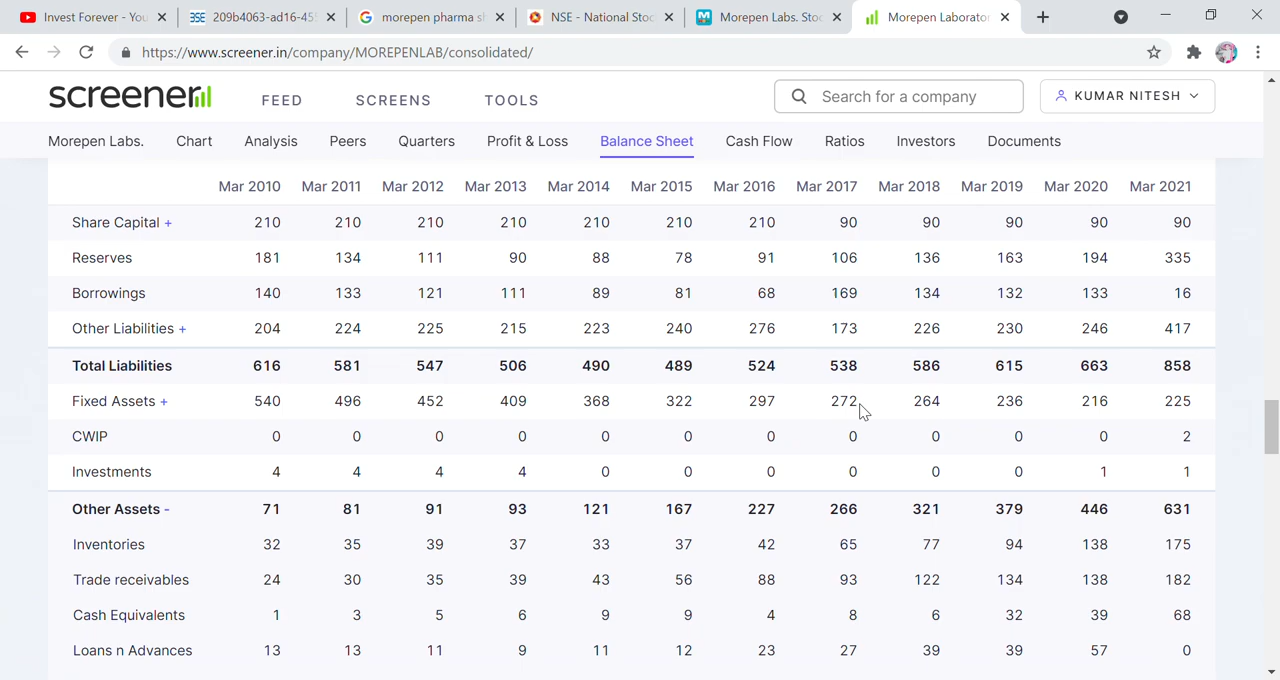 Invest Forever - You
209b4063-ad16-45
morepen pharma s
NSE - National Stoc
Morepen Labs. Stoc
Morepen Laborator
https://www.screener.in/company/MOREPENLAB/consolidated/
screener
FEED
SCREENS
TOOLS
Search for a company
KUMAR NITESH
Morepen Labs. Chart Analysis Peers Quarters Profit & Loss Balance Sheet Cash Flow Ratios Investors Documents
Mar 2010 Mar 2011 Mar 2012 Mar 2013 Mar 2014 Mar 2015 Mar 2016 Mar 2017 Mar 2018 Mar 2019 Mar 2020 Mar 2021
Share Capital + 210 210 210 210 210 210 210 90 90 90 90 90
Reserves 181 134 111 90 88 78 91 106 136 163 194 335
Borrowings 140 133 121 111 89 81 68 169 134 132 133 16
Other Liabilities + 204 224 225 215 223 240 276 173 226 230 246 417
Total Liabilities 616 581 547 506 490 489 524 538 586 615 663 858
Fixed Assets + 540 496 452 409 368 322 297 272 264 236 216 225
CWIP 0 0 0 0 0 0 0 0 0 0 0 2
Investments 4 4 4 4 0 0 0 0 0 0 1 1
Other Assets - 71 81 91 93 121 167 227 266 321 379 446 631
Inventories 32 35 39 37 33 37 42 65 77 94 138 175
Trade receivables 24 30 35 39 43 56 88 93 122 134 138 182
Cash Equivalents 1 3 5 6 9 9 4 8 6 32 39 68
Loans n Advances 13 13 11 9 11 12 23 27 39 39 57 0